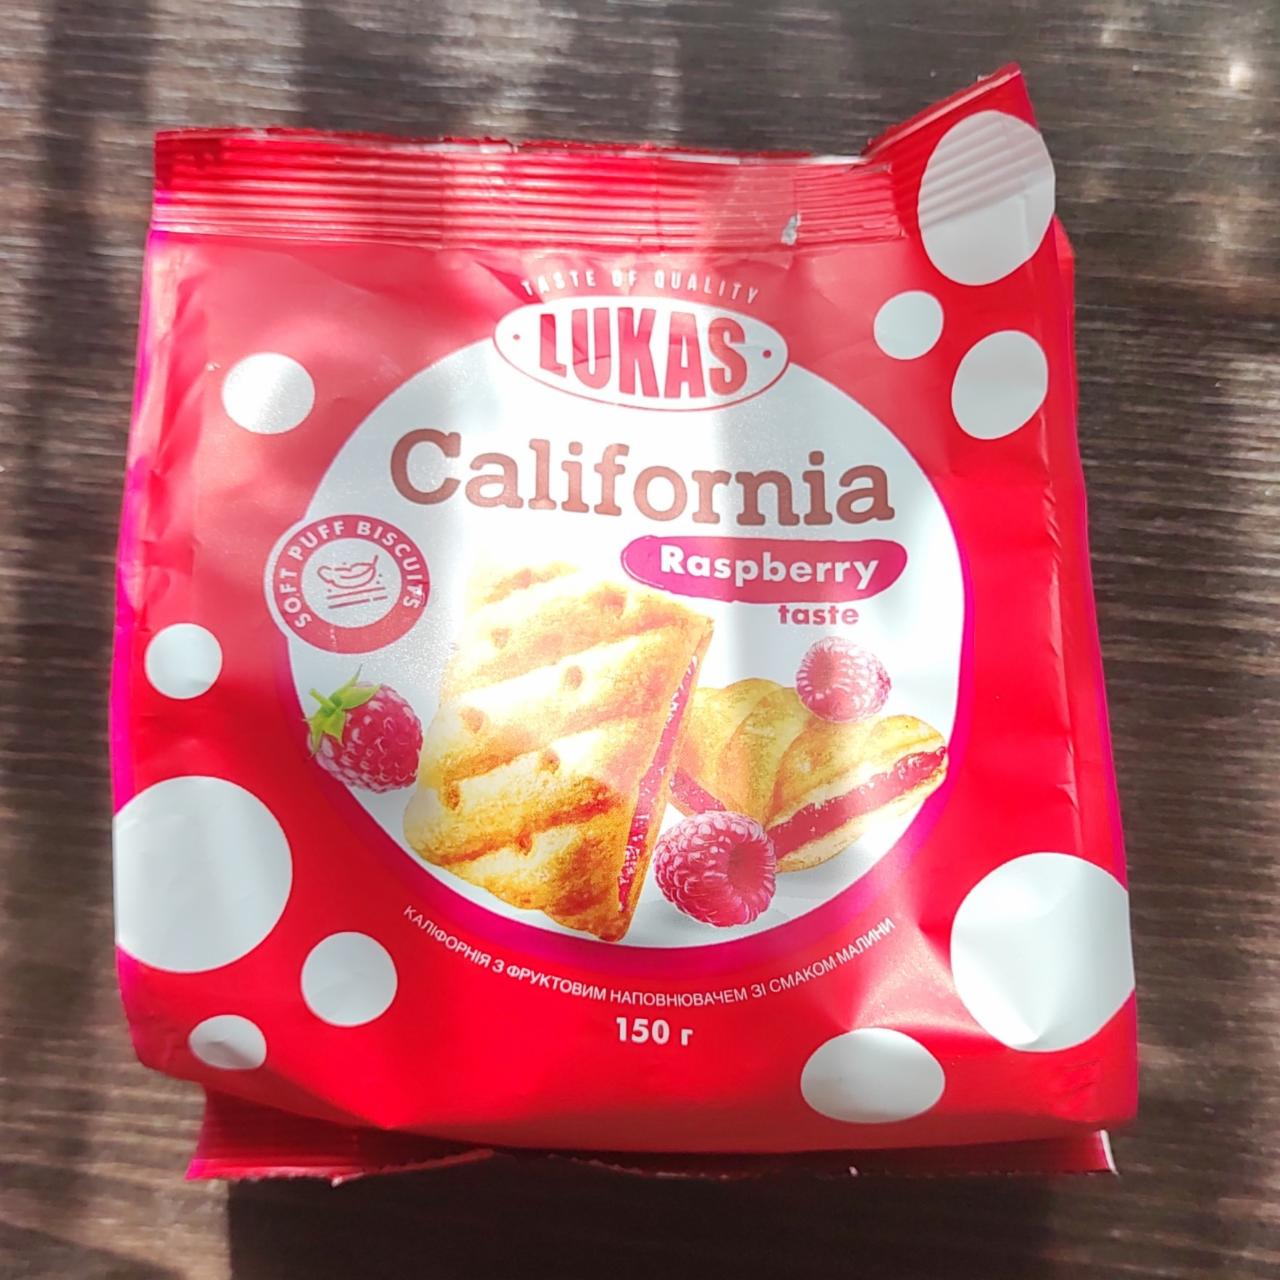 TASTE OF QUALITY
LUKAS
California
Raspberry
taste
SOFT PUFF BISCUITS
КАЛІФОРНІЯ З ФРУКТОВИМ НАПОВНЮВАЧЕМ ЗІ СМАКОМ МАЛИНИ
150 г